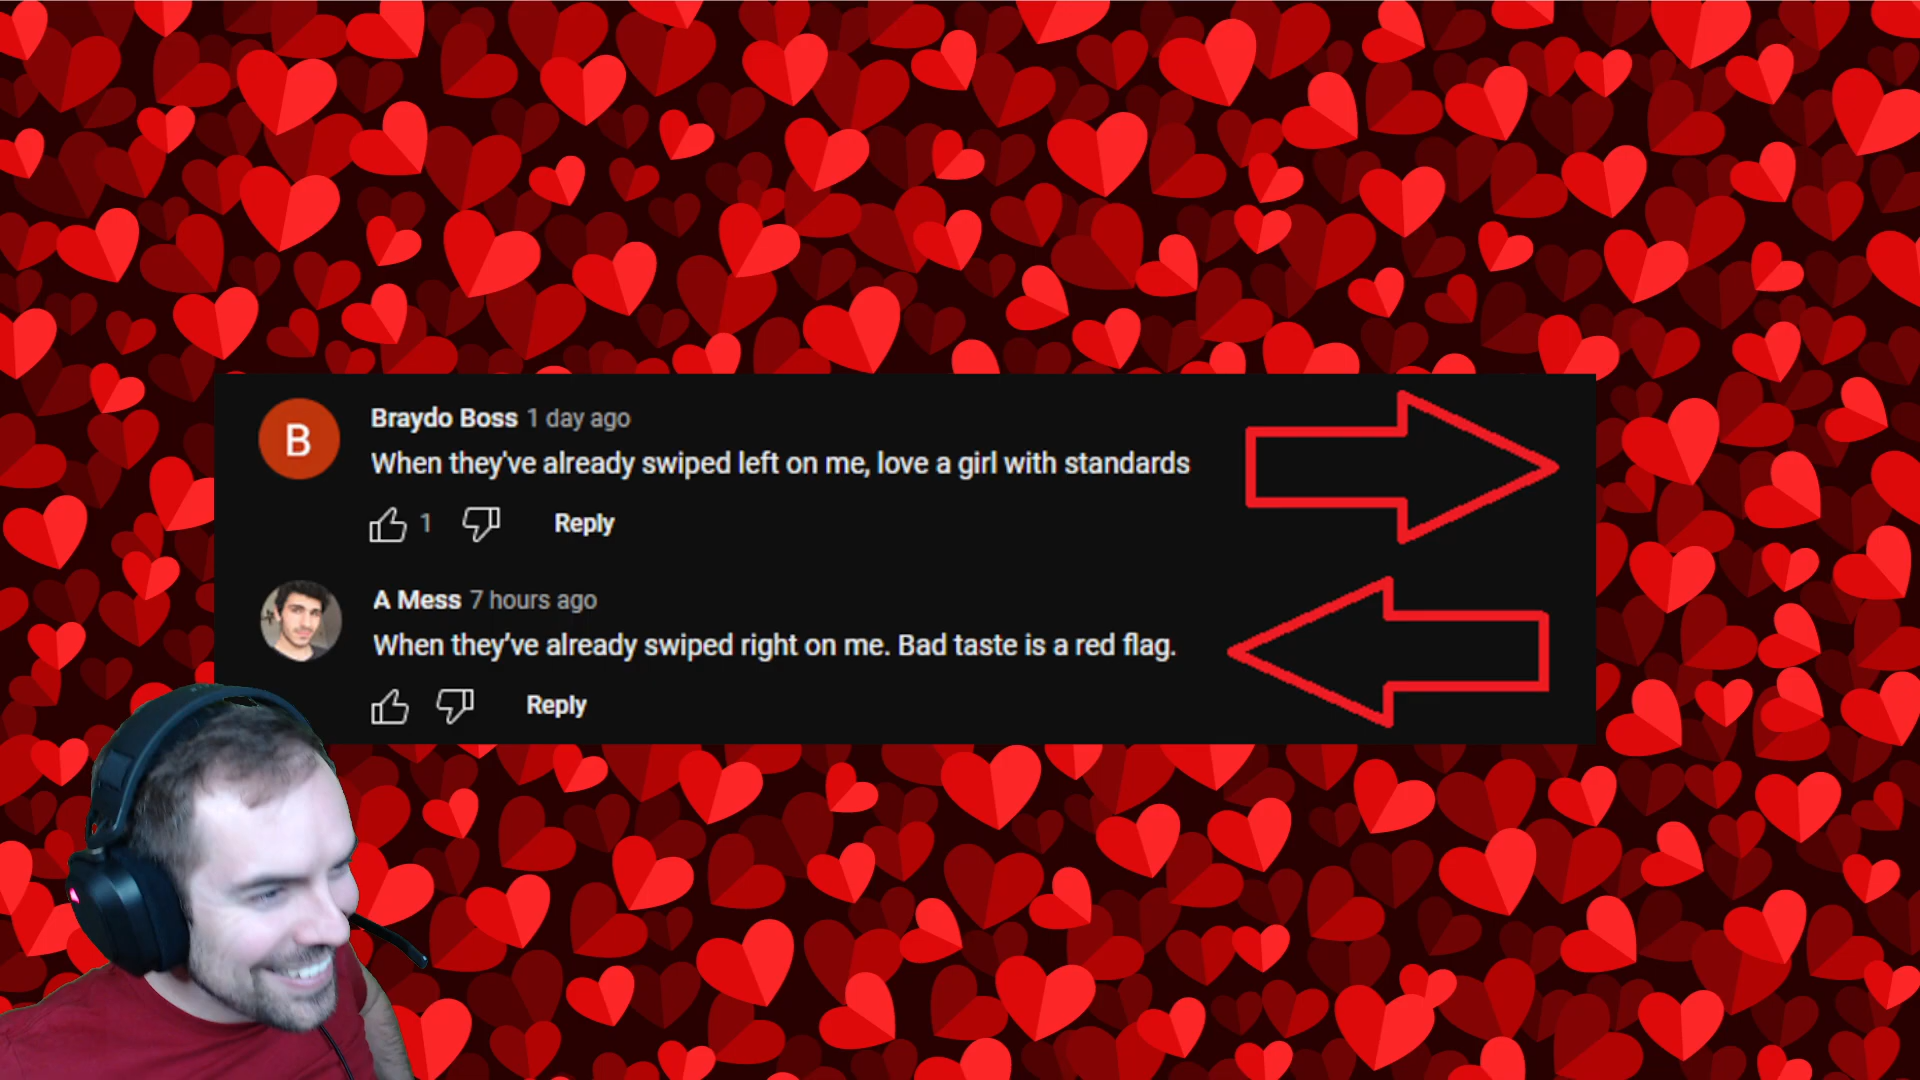 B
Braydo Boss 1 day ago
When they've already swiped left on me, love a girl with standards
1 Reply
A Mess 7 hours ago
When they've already swiped right on me. Bad taste is a red flag.
Reply